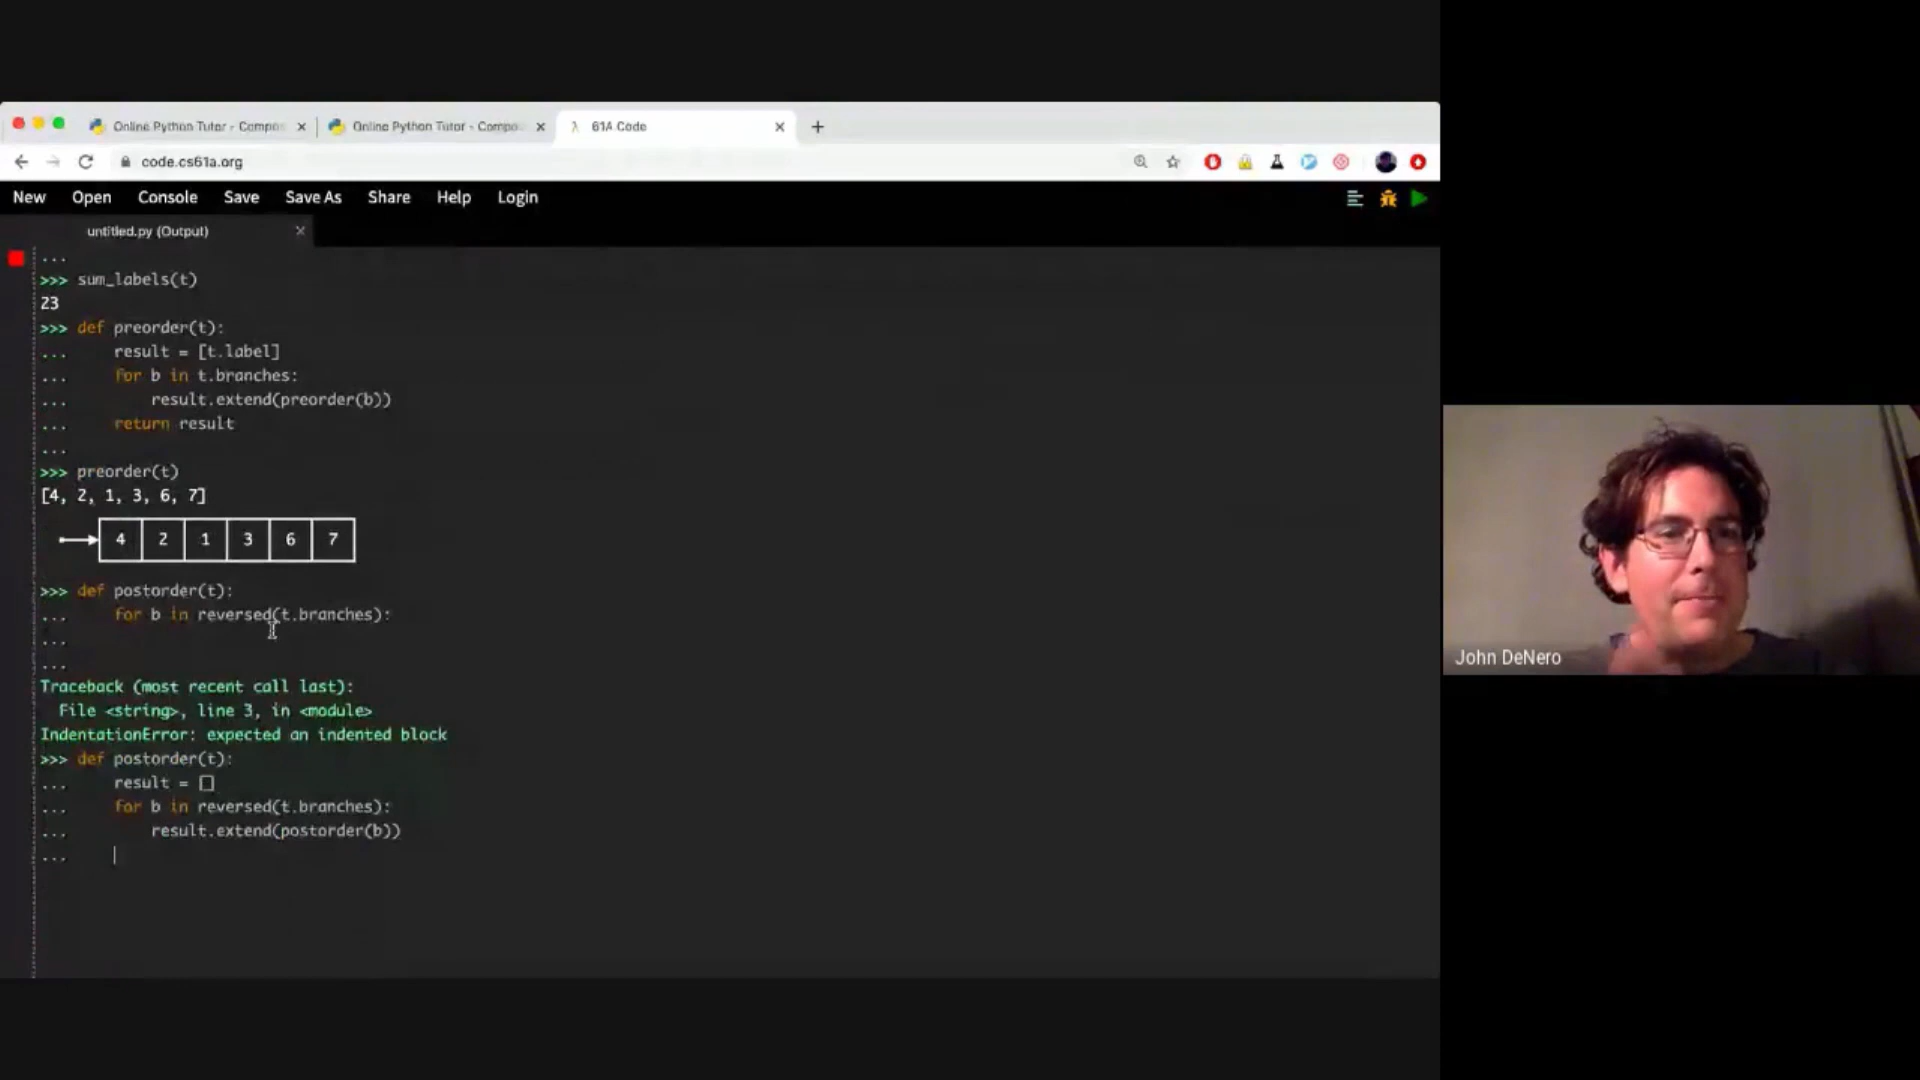 Online Python Tutor - Compos
Online Python Tutor - Compo
61A Code
code.cs61a.org
New Open Console Save Save As Share Help Login
untitled.py (Output)
...
>>> sum_labels(t)
23
>>> def preorder(t):
...     result = [t.label]
...     for b in t.branches:
...         result.extend(preorder(b))
...     return result
...
>>> preorder(t)
[4, 2, 1, 3, 6, 7]
4 2 1 3 6 7
>>> def postorder(t):
...     for b in reversed(t.branches):
...
...
Traceback (most recent call last):
  File <string>, line 3, in <module>
IndentationError: expected an indented block
>>> def postorder(t):
...     result = []
...     for b in reversed(t.branches):
...         result.extend(postorder(b))
...
John DeNero